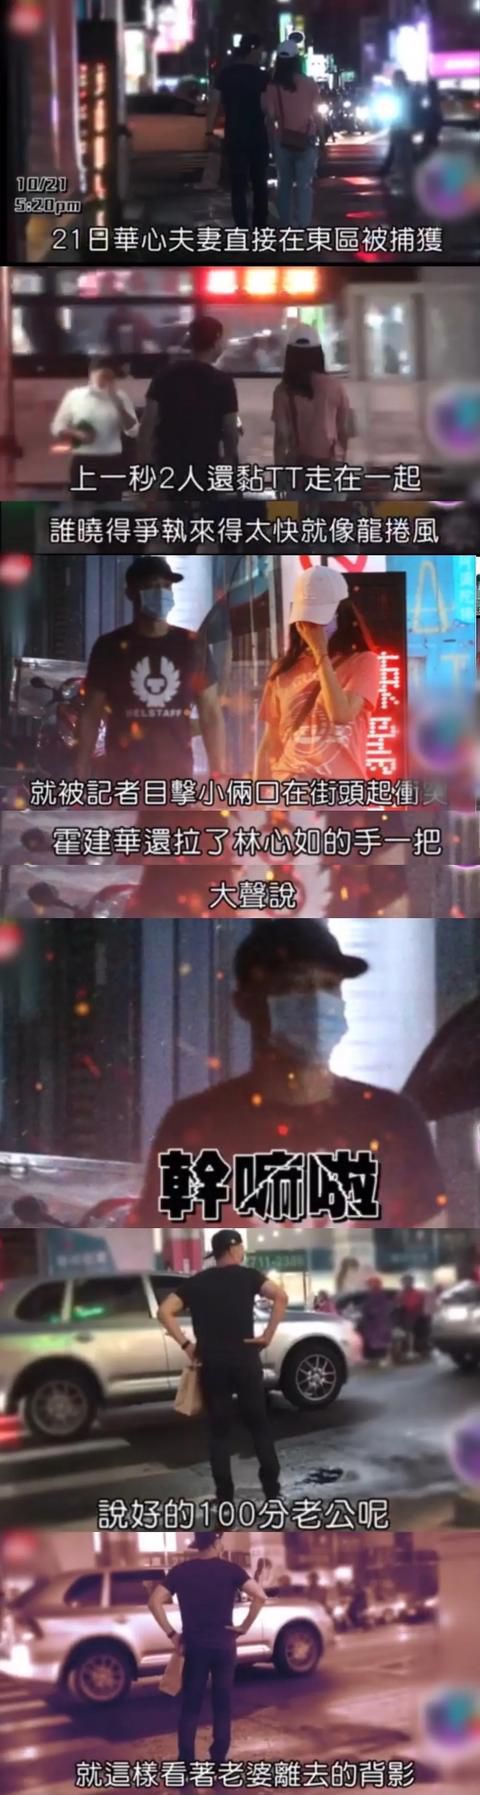 10/21
5:20pm
21日華心夫妻直接在東區被捕獲
上一秒2人還黏TT走在一起
誰曉得爭執來得太快就像龍捲風
BELSTAFF
就被記者目擊小倆口在街頭起衝突
霍建華還拉了林心如的手一把
大聲說
幹嘛啦
2711-2389
說好的100分老公呢
就這樣看著老婆離去的背影